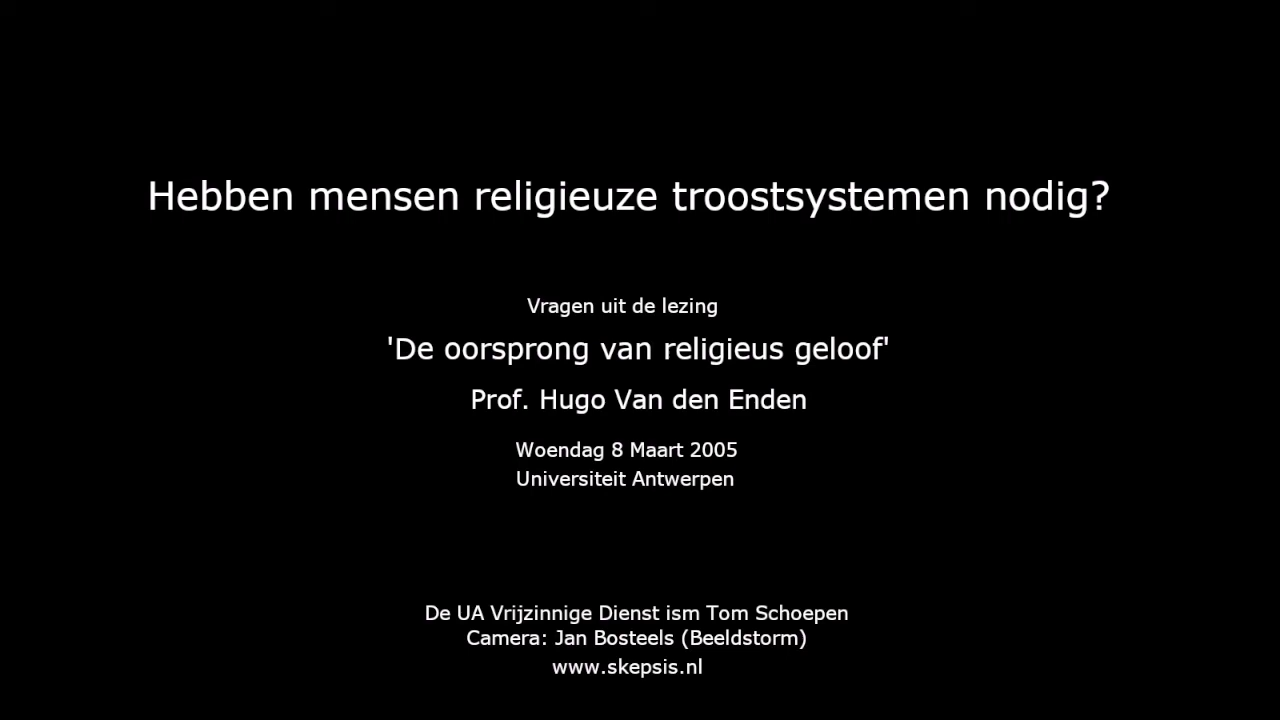 Hebben mensen religieuze troostsystemen nodig?
Vragen uit de lezing
'De oorsprong van religieus geloof'
Prof. Hugo Van den Enden
Woendag 8 Maart 2005
Universiteit Antwerpen
De UA Vrijzinnige Dienst ism Tom Schoepen
Camera: Jan Bosteels (Beeldstorm)
www.skepsis.nl